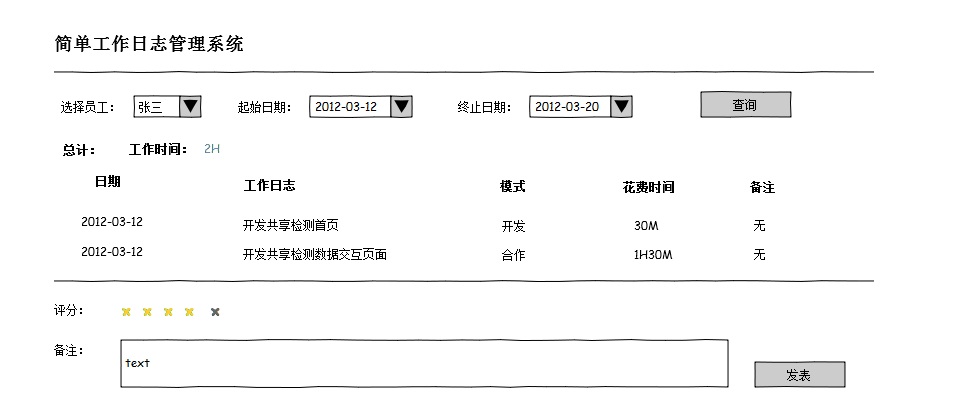 简单工作日志管理系统
选择员工： 张三 起始日期： 2012-03-12 终止日期： 2012-03-20 查询
总计： 工作时间： 2H
日期 工作日志 模式 花费时间 备注
2012-03-12 开发共享检测首页 开发 30M 无
2012-03-12 开发共享检测数据交互页面 合作 1H30M 无
评分：
备注： text 发表